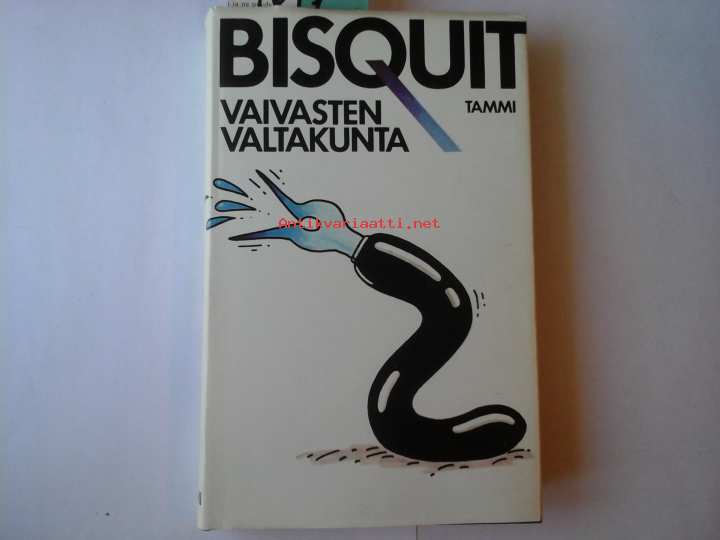 BISQUIT
VAIVASTEN
VALTAKUNTA
TAMMI
Antikvariaatti.net